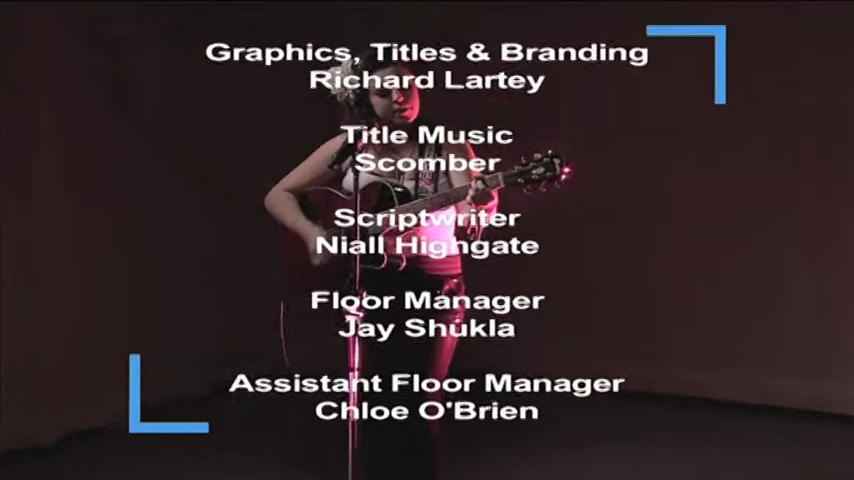 Graphics, Titles & Branding
Richard Lartey
Title Music
Scomber
Scriptwriter
Niall Highgate
Floor Manager
Jay Shukla
Assistant Floor Manager
Chloe O'Brien